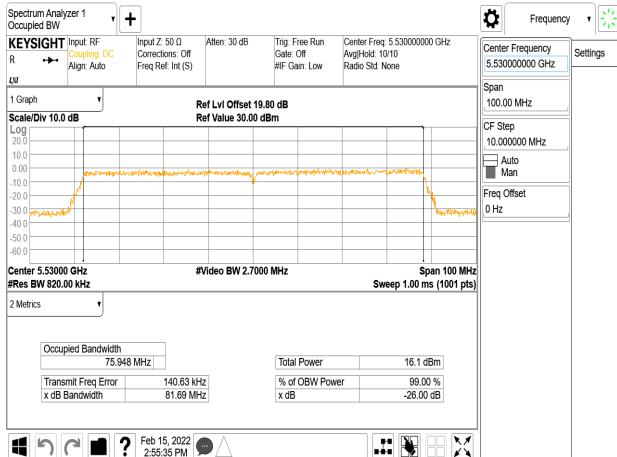 Spectrum Analyzer 1
Occupied BW
Frequency
KEYSIGHT
R
Input: RF
Coupling: DC
Align: Auto
Input Z: 50 Ω
Corrections: Off
Freq Ref: Int (S)
Atten: 30 dB
Trig: Free Run
Gate: Off
#IF Gain: Low
Center Freq: 5.530000000 GHz
Avg|Hold: 10/10
Radio Std: None
Center Frequency
5.530000000 GHz
Settings
Span
100.00 MHz
CF Step
10.000000 MHz
Auto
Man
Freq Offset
0 Hz
1 Graph
Scale/Div 10.0 dB
Ref Lvl Offset 19.80 dB
Ref Value 30.00 dBm
Log
20.0
10.0
0.00
-10.0
-20.0
-30.0
-40.0
-50.0
-60.0
Center 5.53000 GHz
#Video BW 2.7000 MHz
Span 100 MHz
#Res BW 820.00 kHz
Sweep 1.00 ms (1001 pts)
2 Metrics
Occupied Bandwidth
75.948 MHz
Total Power 16.1 dBm
Transmit Freq Error 140.63 kHz
% of OBW Power 99.00 %
x dB Bandwidth 81.69 MHz
x dB -26.00 dB
?
Feb 15, 2022
2:55:35 PM